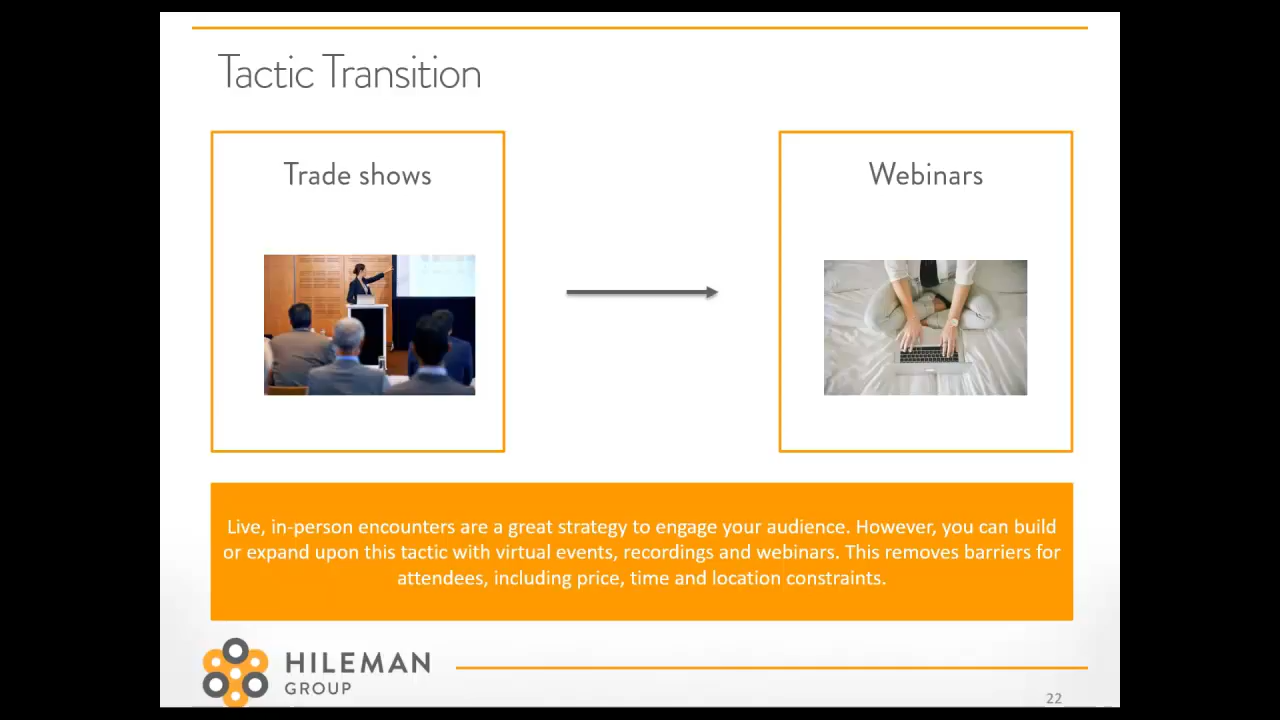 Tactic Transition
Trade shows
Webinars
Live, in-person encounters are a great strategy to engage your audience. However, you can build
or expand upon this tactic with virtual events, recordings and webinars. This removes barriers for
attendees, including price, time and location constraints.
HILEMAN
GROUP
22